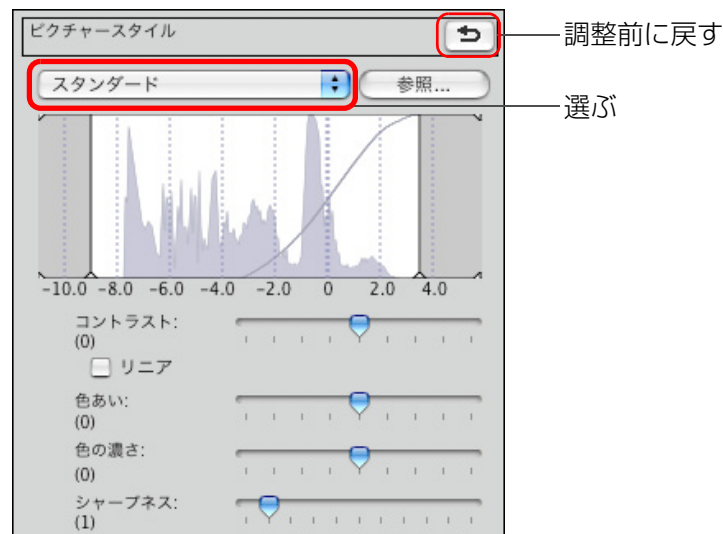 ピクチャースタイル
調整前に戻す
スタンダード
参照...
選ぶ
-10.0 -8.0 -6.0 -4.0 -2.0 0 2.0 4.0
コントラスト:
(0)
リニア
色あい:
(0)
色の濃さ:
(0)
シャープネス:
(1)